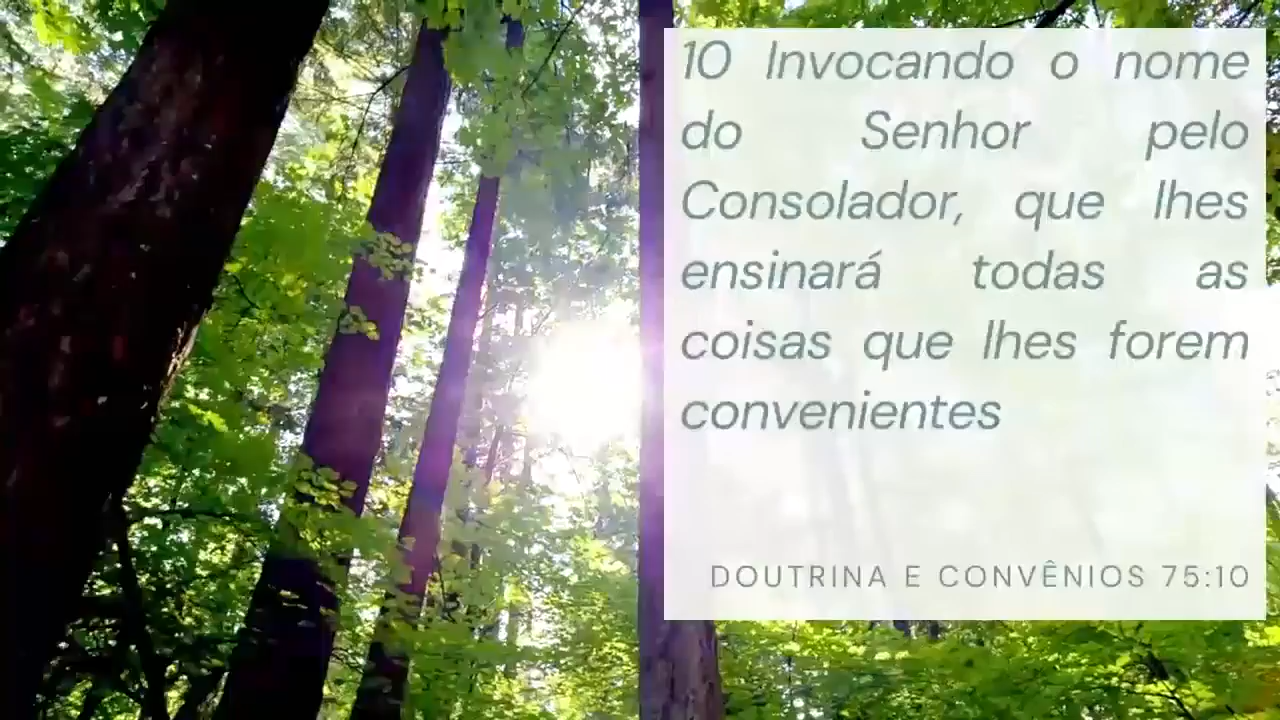 10 Invocando o nome
do Senhor pelo
Consolador, que lhes
ensinará todas as
coisas que lhes forem
convenientes
DOUTRINA E CONVÊNIOS 75:10